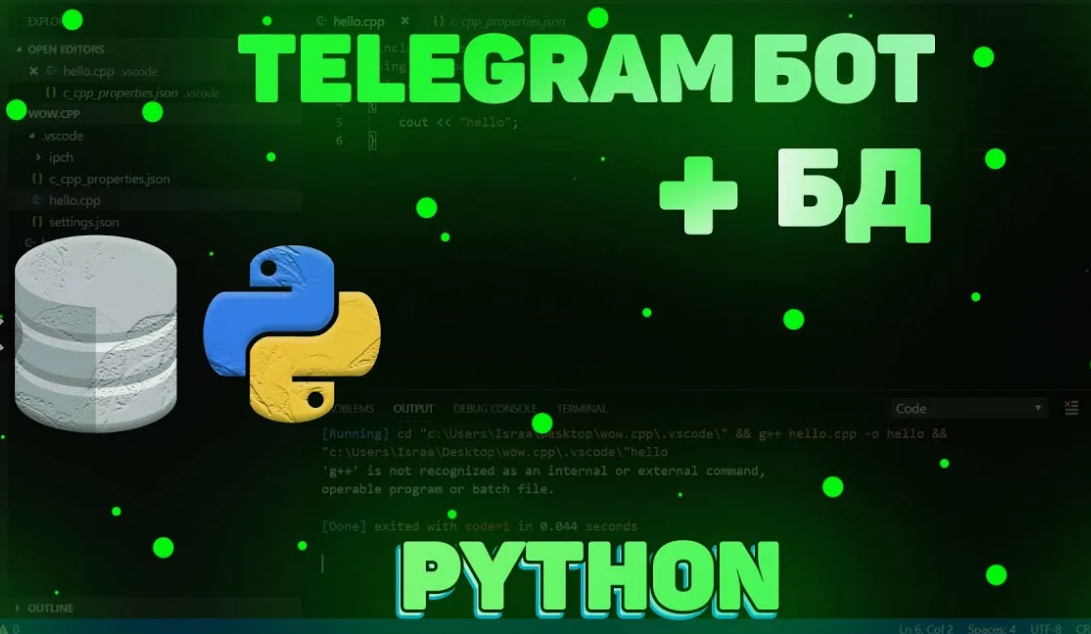 TELEGRAM БОТ
+ БД
PYTHON
OPEN EDITORS
hello.cpp .vscode
{} c_cpp_properties.json .vscode
WOW.CPP
.vscode
ipch
{} c_cpp_properties.json
hello.cpp
{} settings.json
OUTLINE
hello.cpp
{} c_cpp_properties.json
5 cout << "hello";
6 }
OUTPUT DEBUG CONSOLE TERMINAL
Code
[Running] cd "c:\Users\Israa\Desktop\wow.cpp\.vscode\" && g++ hello.cpp -o hello &&
"c:\Users\Israa\Desktop\wow.cpp\.vscode\"hello
'g++' is not recognized as an internal or external command,
operable program or batch file.
[Done] exited with code=1 in 0.044 seconds
Ln 6, Col 2 Spaces: 4 UTF-8